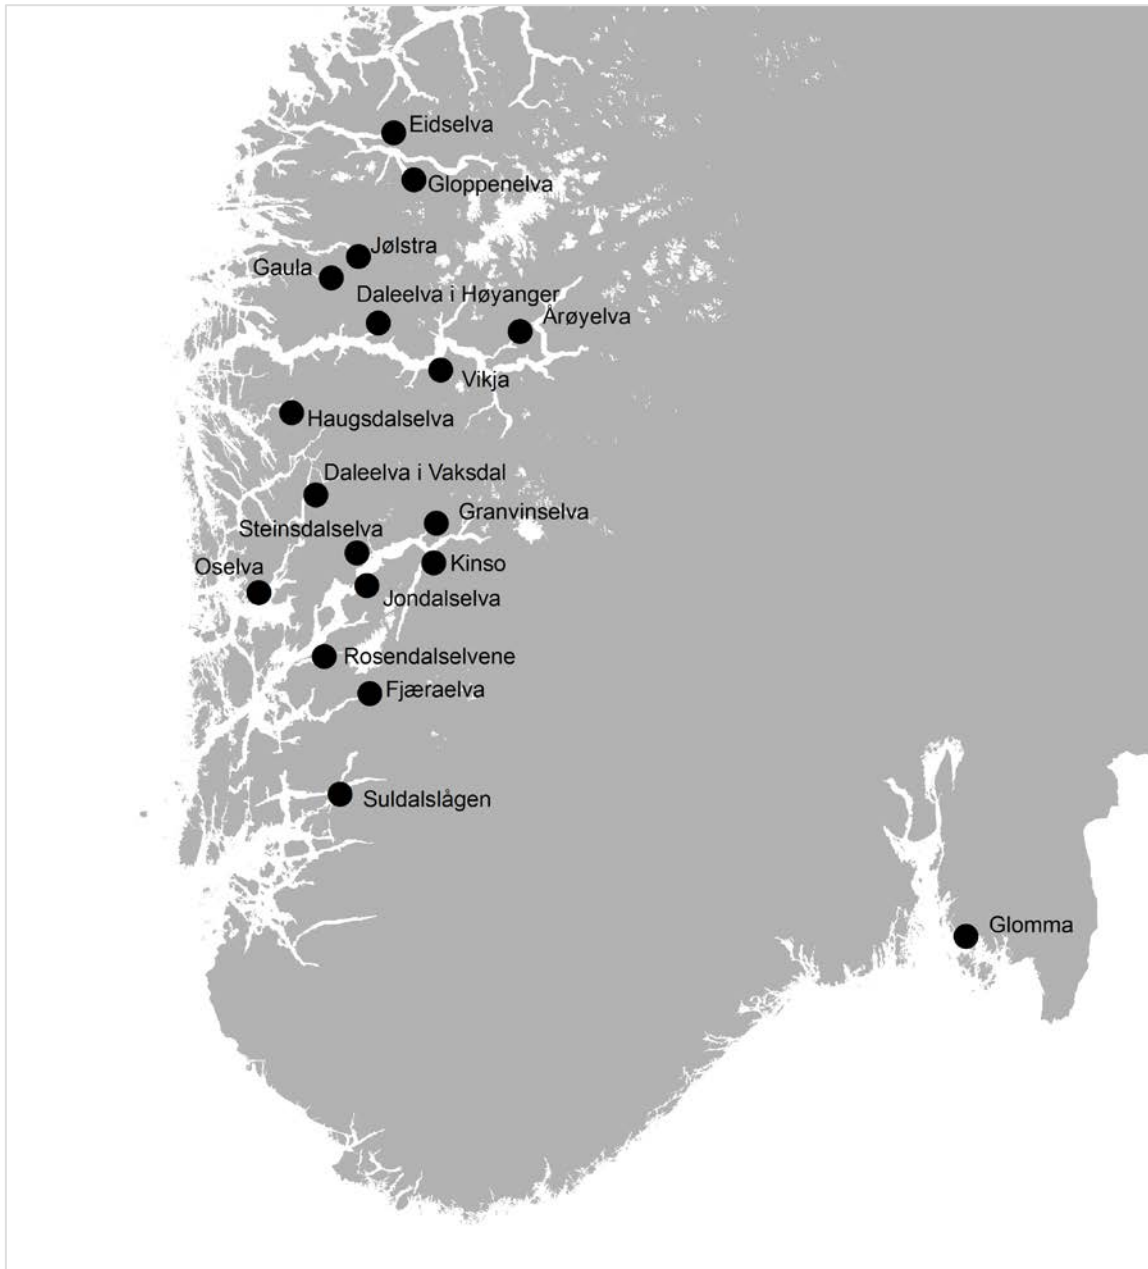 Eidselva
Gloppenelva
Jølstra
Gaula
Daleelva i Høyanger
Årøyelva
Vikja
Haugsdalselva
Daleelva i Vaksdal
Granvinselva
Steinsdalselva
Oselva
Kinso
Jondalselva
Rosendalselvene
Fjæraelva
Suldalslågen
Glomma